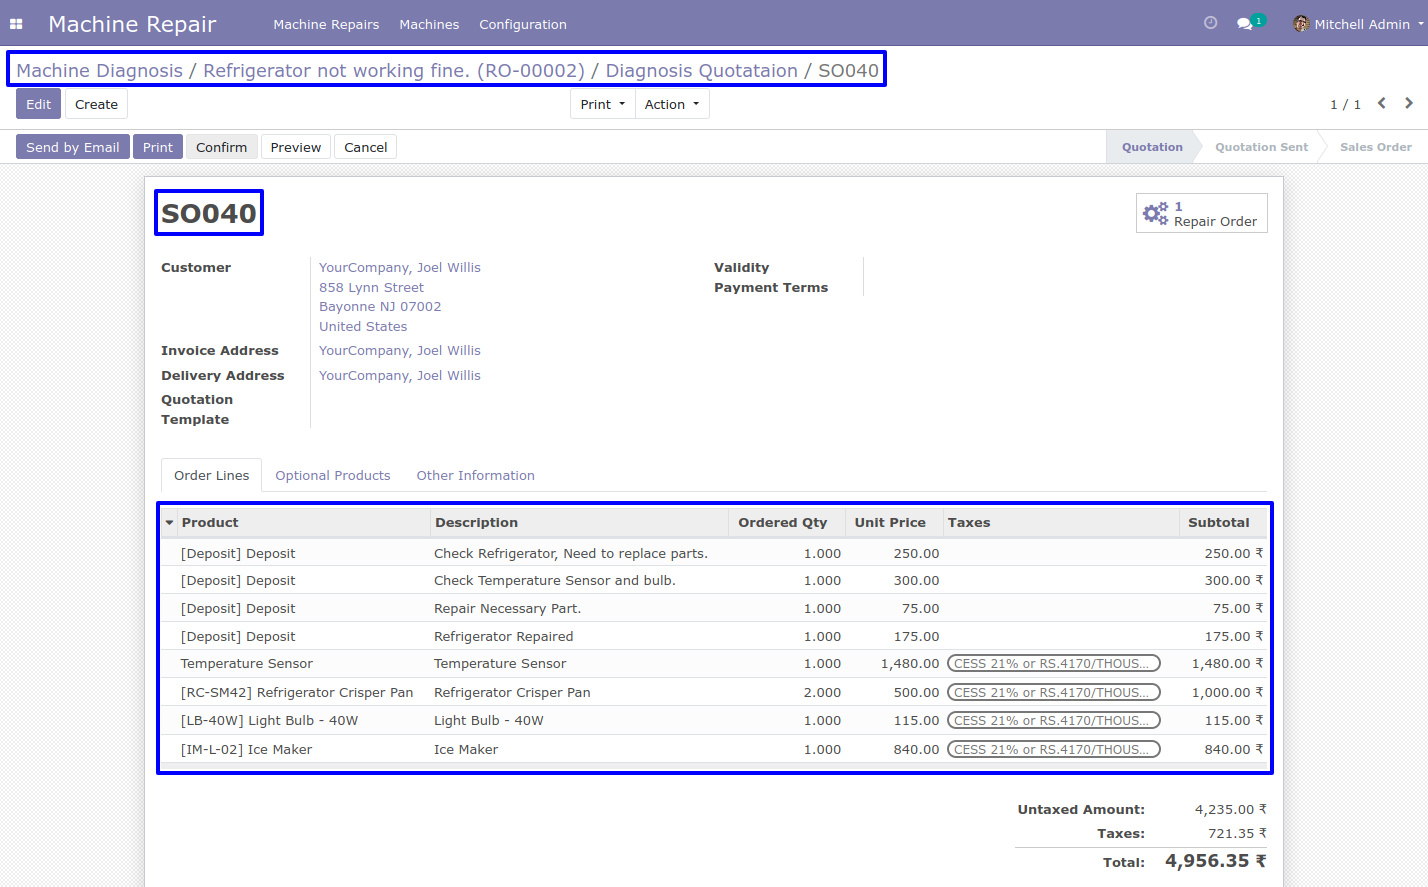 Machine Repair Machine Repairs Machines Configuration 1 Mitchell Admin
Machine Diagnosis / Refrigerator not working fine. (RO-00002) / Diagnosis Quotataion / SO040
Edit Create Print Action 1 / 1
Send by Email Print Confirm Preview Cancel Quotation Quotation Sent Sales Order
SO040
1
Repair Order
Customer YourCompany, Joel Willis
858 Lynn Street
Bayonne NJ 07002
United States
Validity
Payment Terms
Invoice Address YourCompany, Joel Willis
Delivery Address YourCompany, Joel Willis
Quotation
Template
Order Lines Optional Products Other Information
Product Description Ordered Qty Unit Price Taxes Subtotal
[Deposit] Deposit Check Refrigerator, Need to replace parts. 1.000 250.00 250.00 ₹
[Deposit] Deposit Check Temperature Sensor and bulb. 1.000 300.00 300.00 ₹
[Deposit] Deposit Repair Necessary Part. 1.000 75.00 75.00 ₹
[Deposit] Deposit Refrigerator Repaired 1.000 175.00 175.00 ₹
Temperature Sensor Temperature Sensor 1.000 1,480.00 CESS 21% or RS.4170/THOUS... 1,480.00 ₹
[RC-SM42] Refrigerator Crisper Pan Refrigerator Crisper Pan 2.000 500.00 CESS 21% or RS.4170/THOUS... 1,000.00 ₹
[LB-40W] Light Bulb - 40W Light Bulb - 40W 1.000 115.00 CESS 21% or RS.4170/THOUS... 115.00 ₹
[IM-L-02] Ice Maker Ice Maker 1.000 840.00 CESS 21% or RS.4170/THOUS... 840.00 ₹
Untaxed Amount: 4,235.00 ₹
Taxes: 721.35 ₹
Total: 4,956.35 ₹